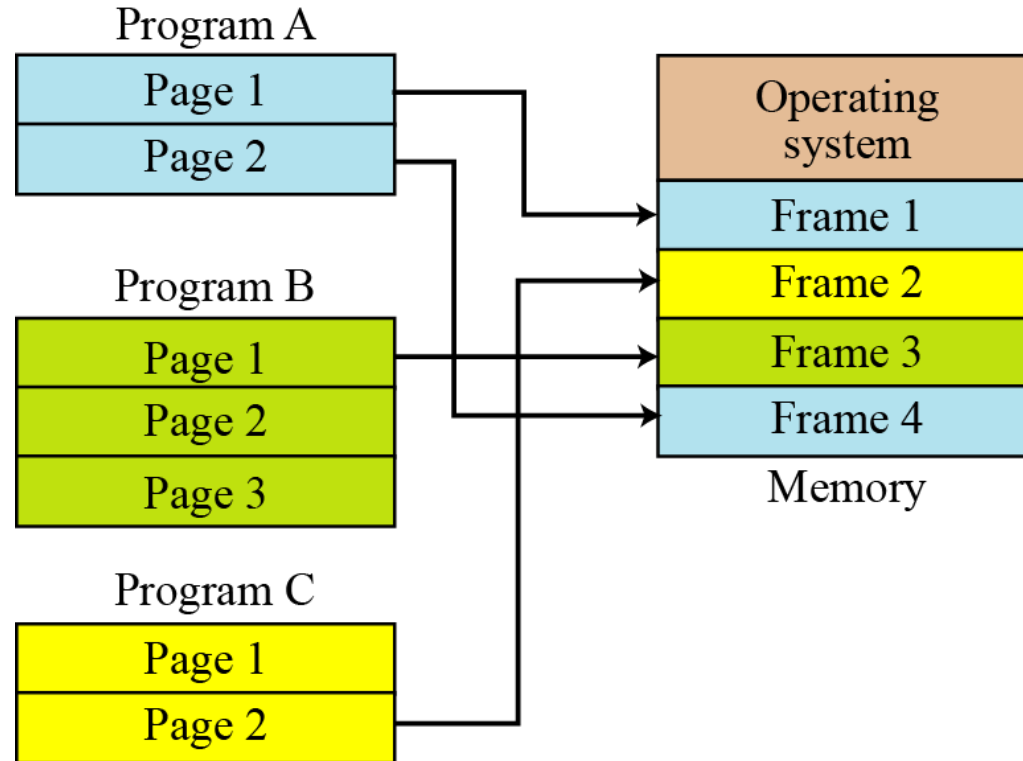 Program A
Page 1
Page 2
Program B
Page 1
Page 2
Page 3
Program C
Page 1
Page 2
Operating
system
Frame 1
Frame 2
Frame 3
Frame 4
Memory